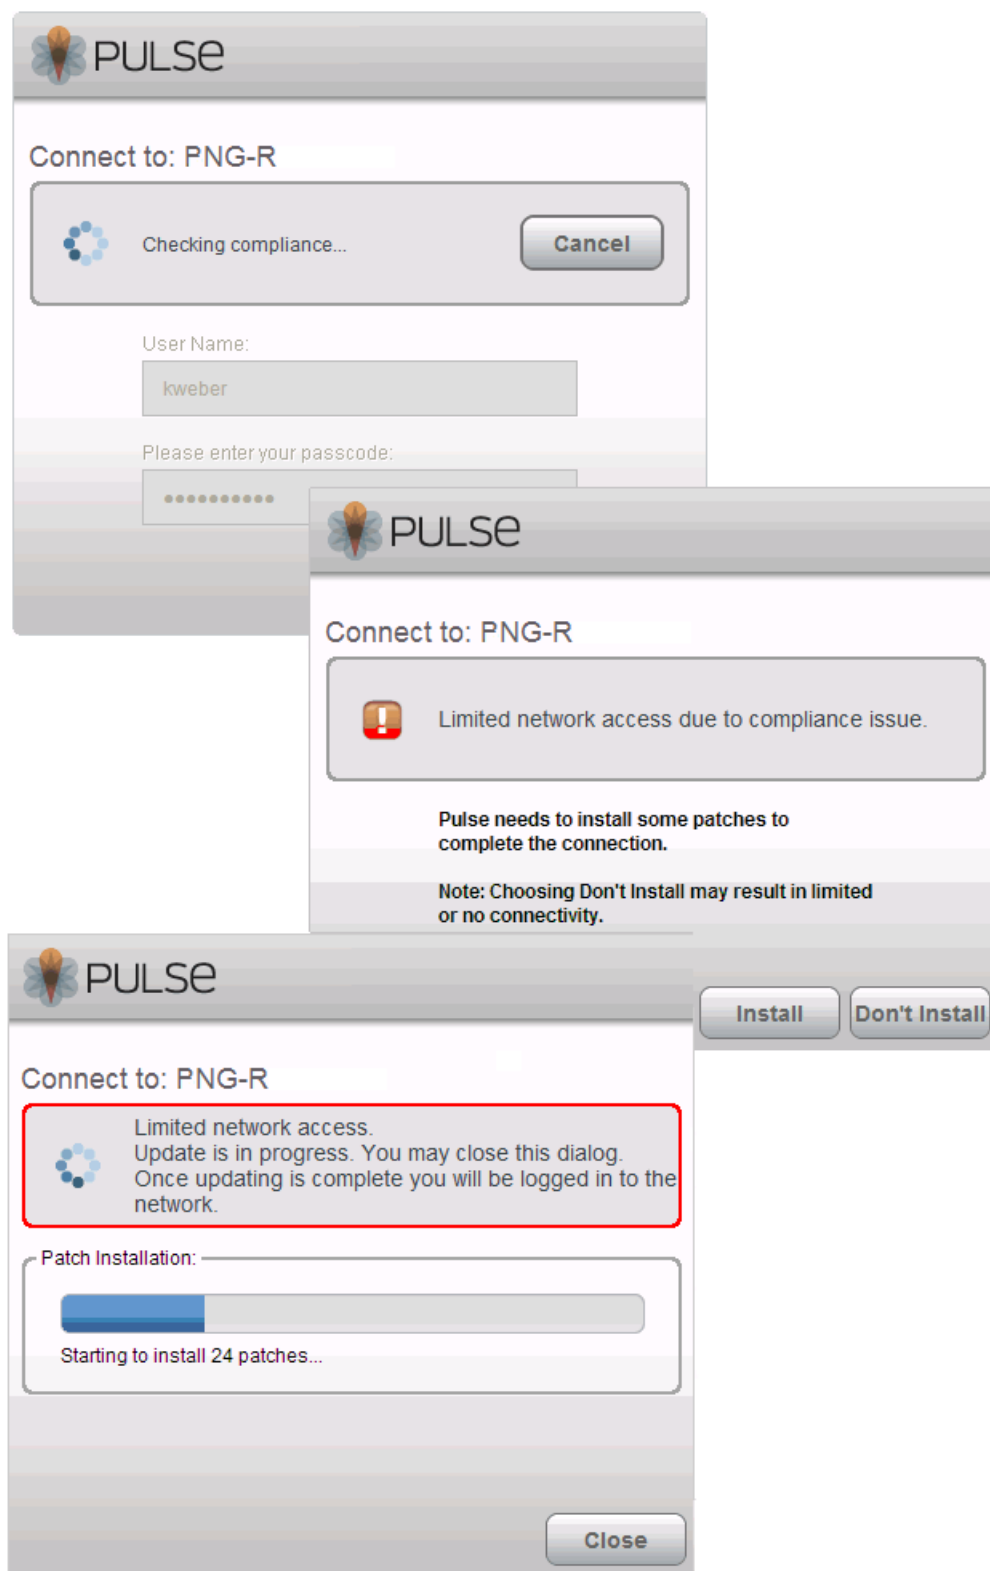 PULSE
Connect to: PNG-R
Checking compliance...
Cancel
User Name:
kweber
Please enter your passcode:
••••••••••
PULSE
Connect to: PNG-R
Limited network access due to compliance issue.
Pulse needs to install some patches to
complete the connection.
Note: Choosing Don't Install may result in limited
or no connectivity.
Install
Don't Install
PULSE
Connect to: PNG-R
Limited network access.
Update is in progress. You may close this dialog.
Once updating is complete you will be logged in to the
network.
Patch Installation:
Starting to install 24 patches...
Close